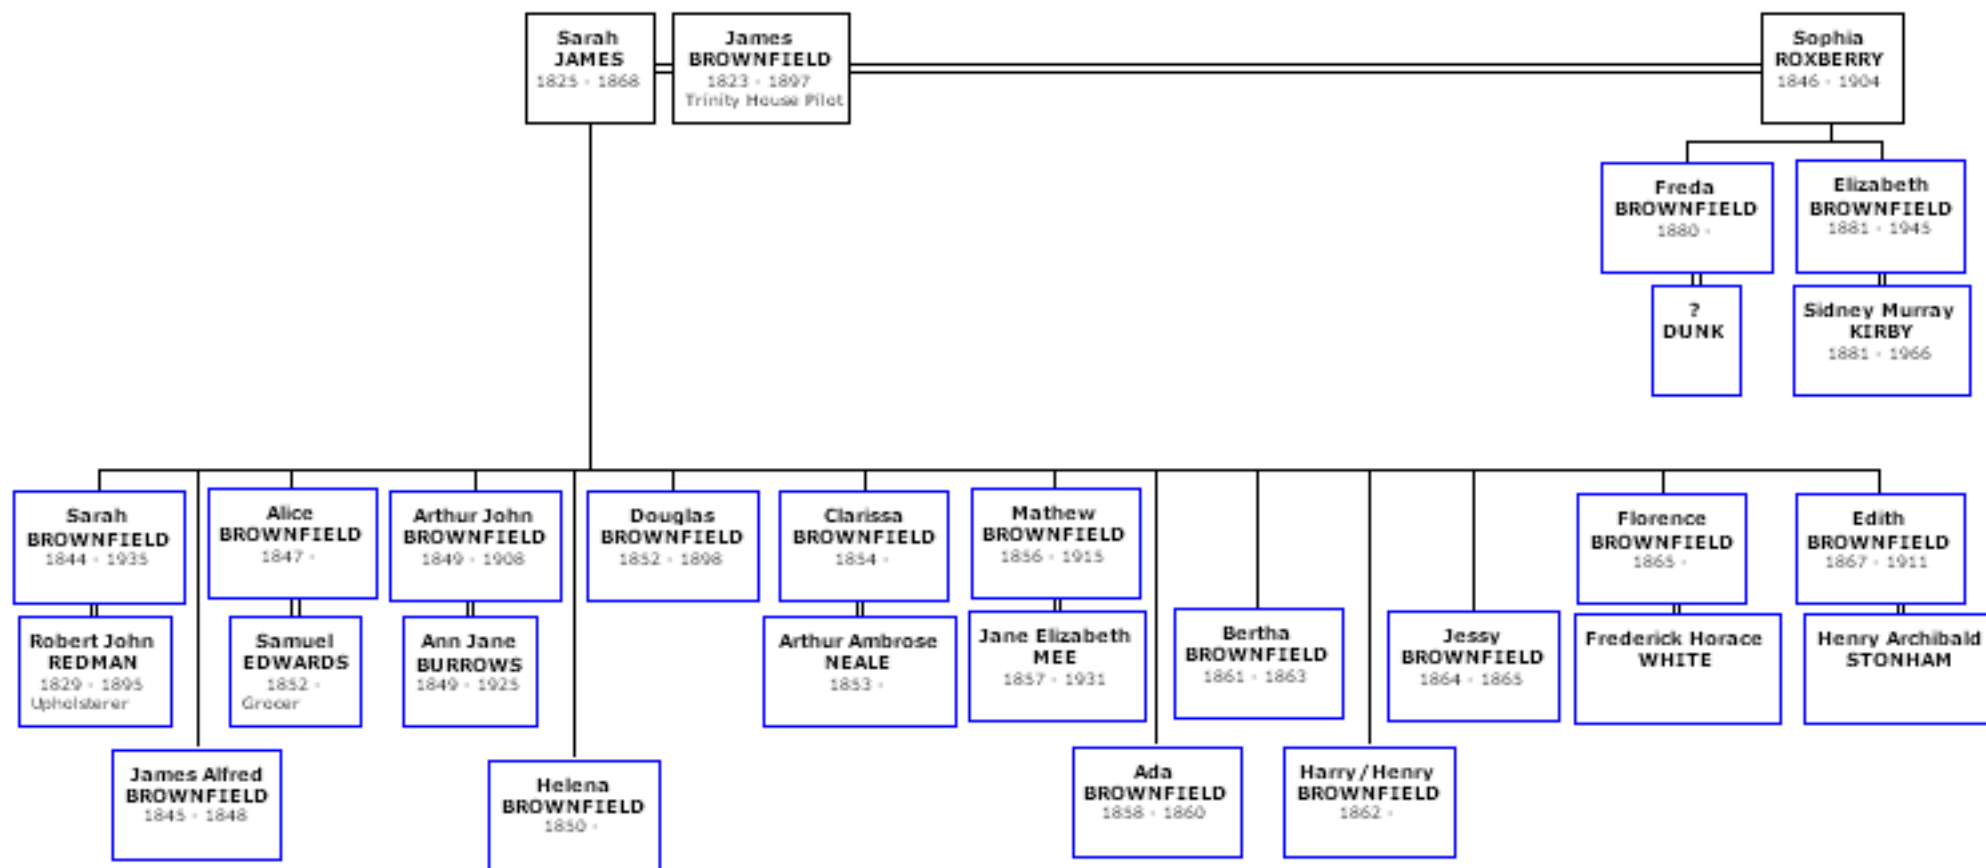 Sarah
JAMES
1825 - 1868
James
BROWNFIELD
1823 - 1897
Trinity House Pilot
Sophia
ROXBERRY
1846 - 1904
Freda
BROWNFIELD
1880 -
Elizabeth
BROWNFIELD
1881 - 1945
?
DUNK
Sidney Murray
KIRBY
1881 - 1966
Sarah
BROWNFIELD
1844 - 1935
Alice
BROWNFIELD
1847 -
Arthur John
BROWNFIELD
1849 - 1908
Douglas
BROWNFIELD
1852 - 1898
Clarissa
BROWNFIELD
1854 -
Mathew
BROWNFIELD
1856 - 1915
Florence
BROWNFIELD
1865 -
Edith
BROWNFIELD
1867 - 1911
Robert John
REDMAN
1829 - 1895
Upholsterer
Samuel
EDWARDS
1852 -
Grocer
Ann Jane
BURROWS
1849 - 1925
Arthur Ambrose
NEALE
1853 -
Jane Elizabeth
MEE
1857 - 1931
Bertha
BROWNFIELD
1861 - 1863
Jessy
BROWNFIELD
1864 - 1865
Frederick Horace
WHITE
Henry Archibald
STONHAM
James Alfred
BROWNFIELD
1845 - 1848
Helena
BROWNFIELD
1850 -
Ada
BROWNFIELD
1858 - 1860
Harry/Henry
BROWNFIELD
1862 -